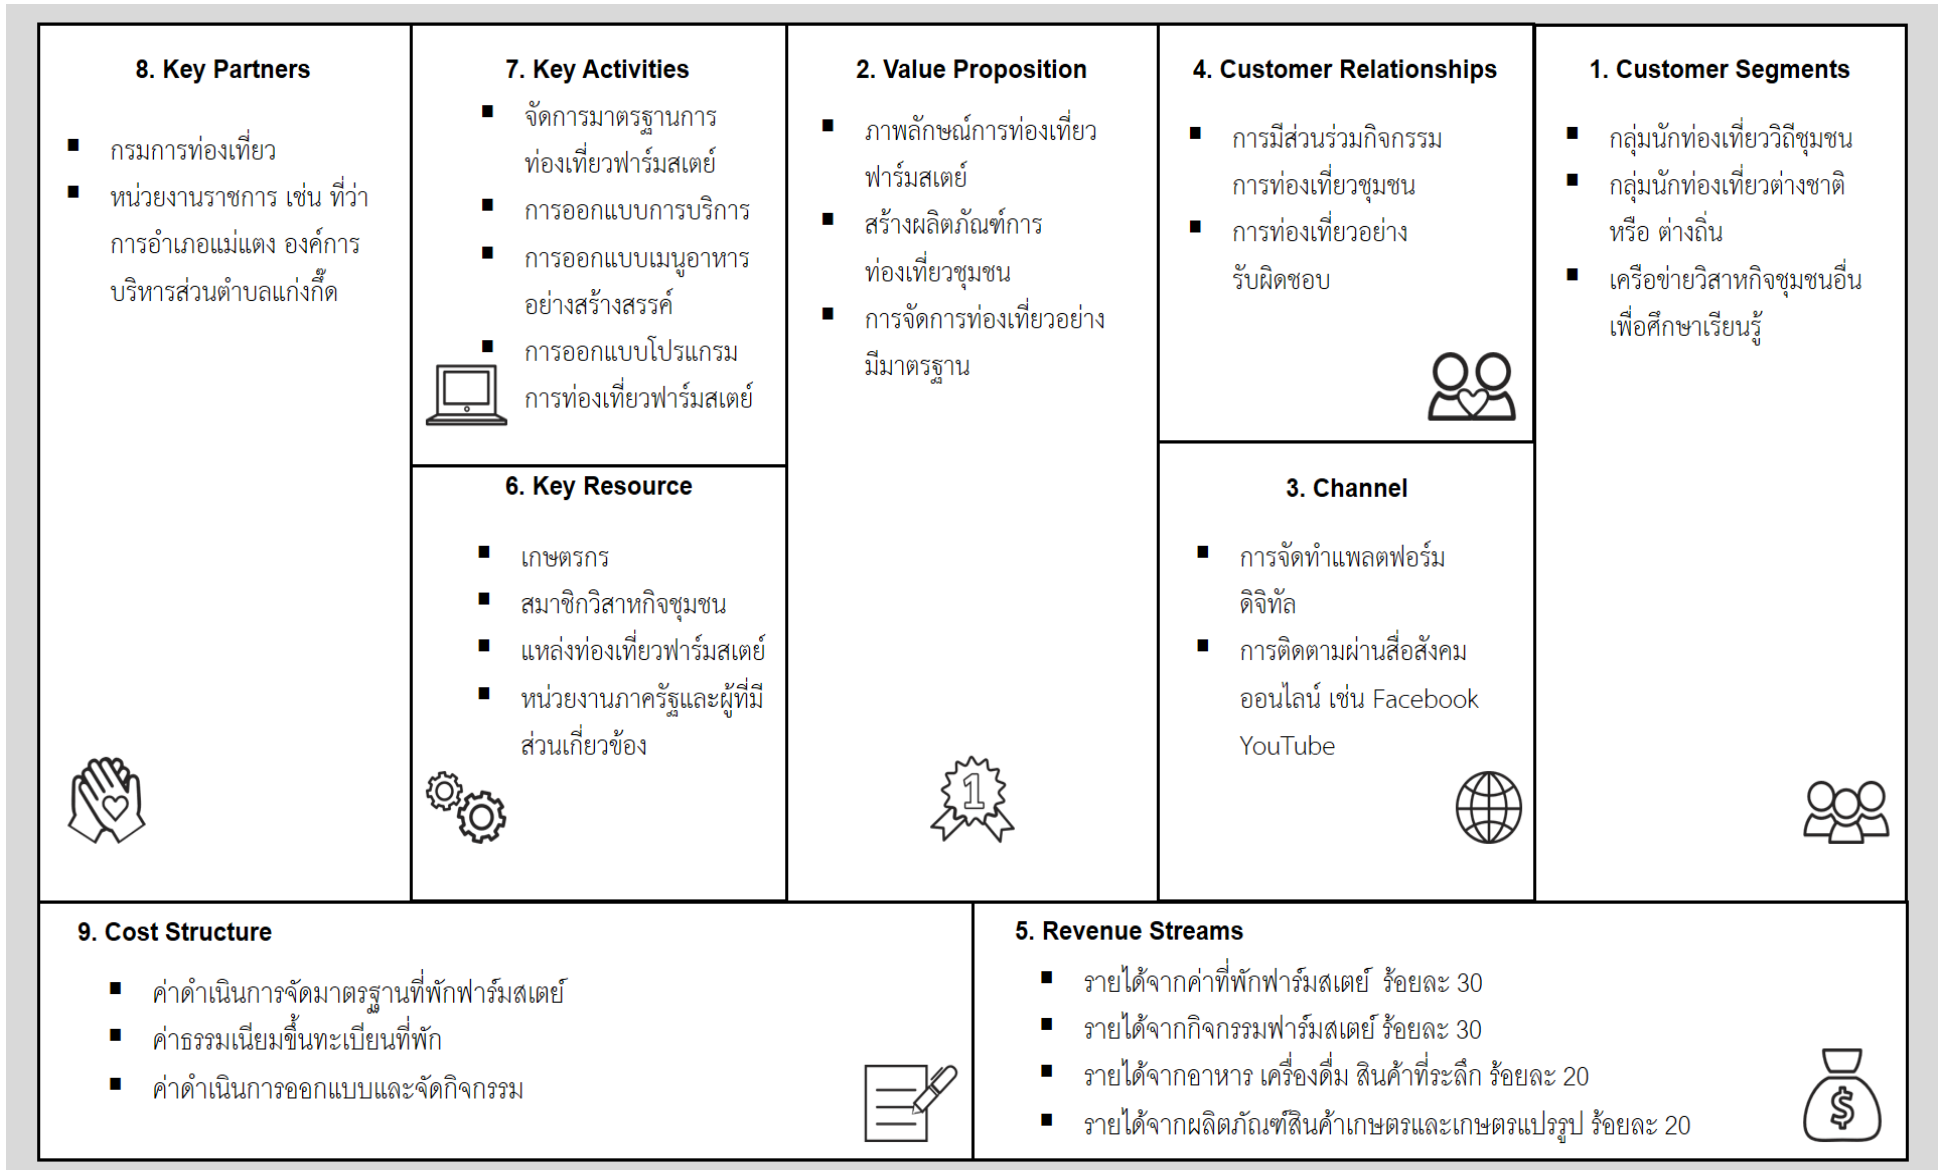 8. Key Partners
กรมการท่องเที่ยว
หน่วยงานราชการ เช่น ที่ว่า
การอำเภอแม่แตง องค์การ
บริหารส่วนตำบลแก่งกึ๊ด
7. Key Activities
จัดการมาตรฐานการ
ท่องเที่ยวฟาร์มสเตย์
การออกแบบการบริการ
การออกแบบเมนูอาหาร
อย่างสร้างสรรค์
การออกแบบโปรแกรม
การท่องเที่ยวฟาร์มสเตย์
6. Key Resource
เกษตรกร
สมาชิกวิสาหกิจชุมชน
แหล่งท่องเที่ยวฟาร์มสเตย์
หน่วยงานภาครัฐและผู้ที่มี
ส่วนเกี่ยวข้อง
2. Value Proposition
ภาพลักษณ์การท่องเที่ยว
ฟาร์มสเตย์
สร้างผลิตภัณฑ์การ
ท่องเที่ยวชุมชน
การจัดการท่องเที่ยวอย่าง
มีมาตรฐาน
1
4. Customer Relationships
การมีส่วนร่วมกิจกรรม
การท่องเที่ยวชุมชน
การท่องเที่ยวอย่าง
รับผิดชอบ
3. Channel
การจัดทำแพลตฟอร์ม
ดิจิทัล
การติดตามผ่านสื่อสังคม
ออนไลน์ เช่น Facebook
YouTube
1. Customer Segments
กลุ่มนักท่องเที่ยววิถีชุมชน
กลุ่มนักท่องเที่ยวต่างชาติ
หรือ ต่างถิ่น
เครือข่ายวิสาหกิจชุมชนอื่น
เพื่อศึกษาเรียนรู้
9. Cost Structure
ค่าดำเนินการจัดมาตรฐานที่พักฟาร์มสเตย์
ค่าธรรมเนียมขึ้นทะเบียนที่พัก
ค่าดำเนินการออกแบบและจัดกิจกรรม
5. Revenue Streams
รายได้จากค่าที่พักฟาร์มสเตย์ ร้อยละ 30
รายได้จากกิจกรรมฟาร์มสเตย์ ร้อยละ 30
รายได้จากอาหาร เครื่องดื่ม สินค้าที่ระลึก ร้อยละ 20
รายได้จากผลิตภัณฑ์สินค้าเกษตรและเกษตรแปรรูป ร้อยละ 20
$